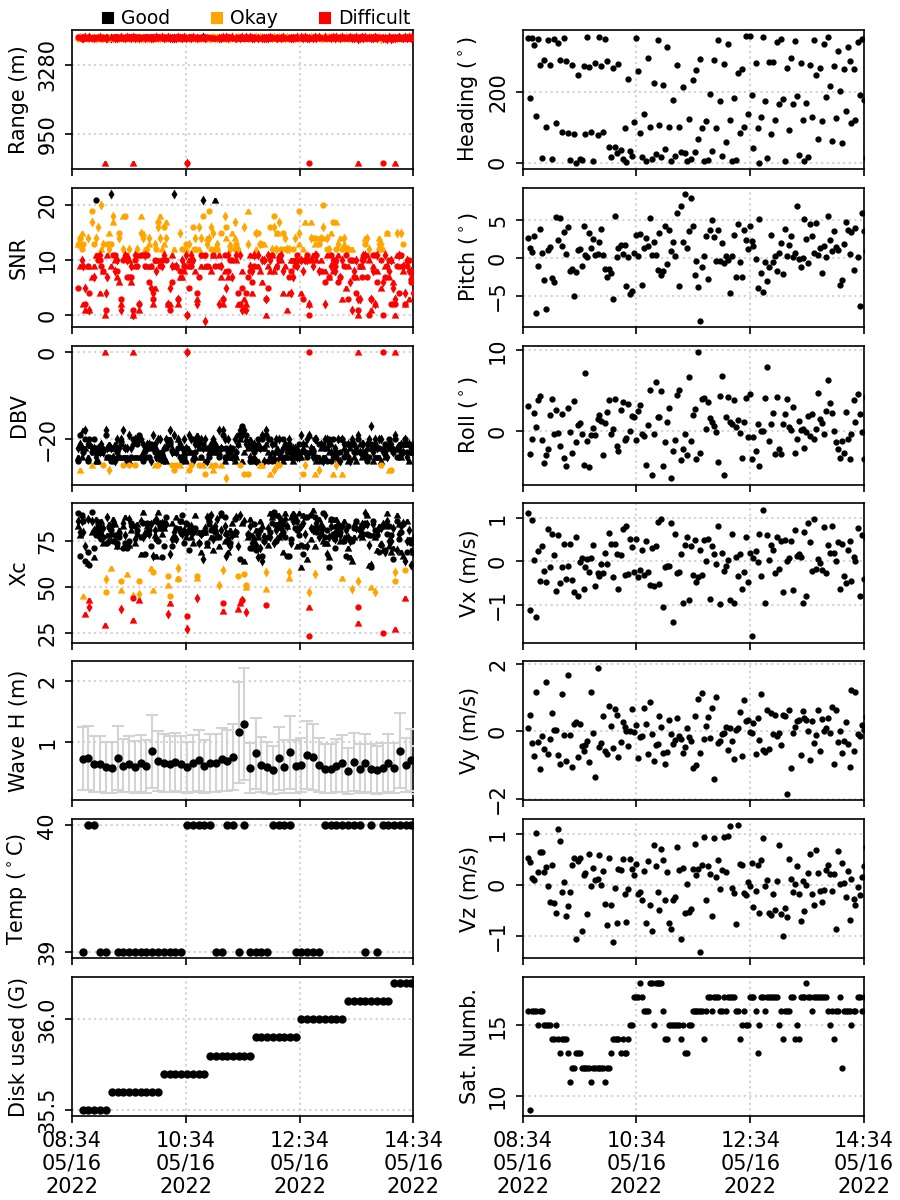 Good Okay Difficult
Range (m)
3280
950
Heading (°)
200
0
SNR
20
10
0
Pitch (°)
5
0
−5
DBV
0
−20
Roll (°)
10
0
Xc
75
50
25
Vx (m/s)
1
0
−1
Wave H (m)
2
1
Vy (m/s)
2
0
−2
Temp (°C)
40
39
Vz (m/s)
1
0
−1
Disk used (G)
36.0
35.5
Sat. Numb.
15
10
08:34 10:34 12:34 14:34
05/16 05/16 05/16 05/16
2022 2022 2022 2022
08:34 10:34 12:34 14:34
05/16 05/16 05/16 05/16
2022 2022 2022 2022